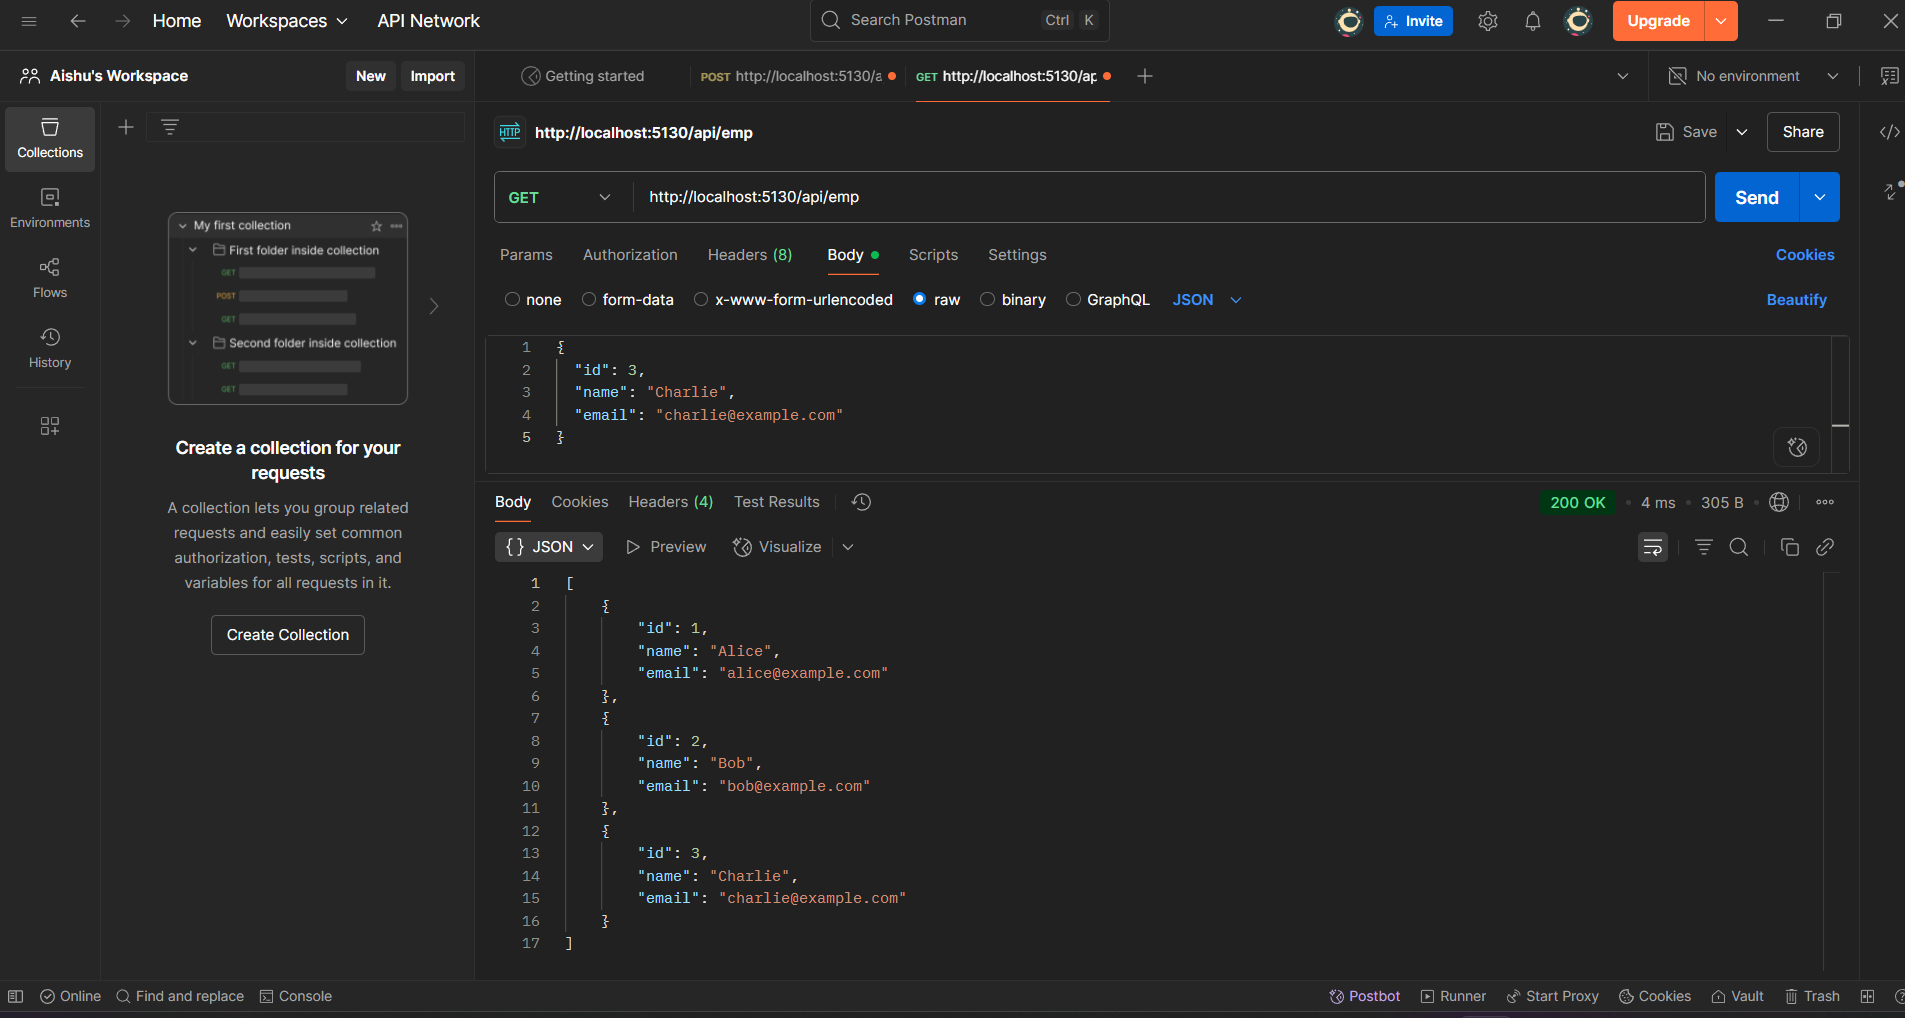 Home Workspaces API Network Search Postman Ctrl K Invite Upgrade
Aishu's Workspace New Import Getting started POST http://localhost:5130/a GET http://localhost:5130/ap No environment
Collections
Environments
Flows
History
My first collection
First folder inside collection
GET
POST
GET
Second folder inside collection
GET
GET
Create a collection for your
requests
A collection lets you group related
requests and easily set common
authorization, tests, scripts, and
variables for all requests in it.
Create Collection
HTTP http://localhost:5130/api/emp Save Share
GET http://localhost:5130/api/emp Send
Params Authorization Headers (8) Body Scripts Settings Cookies
none form-data x-www-form-urlencoded raw binary GraphQL JSON Beautify
1 {
2 "id": 3,
3 "name": "Charlie",
4 "email": "charlie@example.com"
5 }
Body Cookies Headers (4) Test Results 200 OK 4 ms 305 B
{} JSON Preview Visualize
1 [
2 {
3 "id": 1,
4 "name": "Alice",
5 "email": "alice@example.com"
6 },
7 {
8 "id": 2,
9 "name": "Bob",
10 "email": "bob@example.com"
11 },
12 {
13 "id": 3,
14 "name": "Charlie",
15 "email": "charlie@example.com"
16 }
17 ]
Online Find and replace Console Postbot Runner Start Proxy Cookies Vault Trash